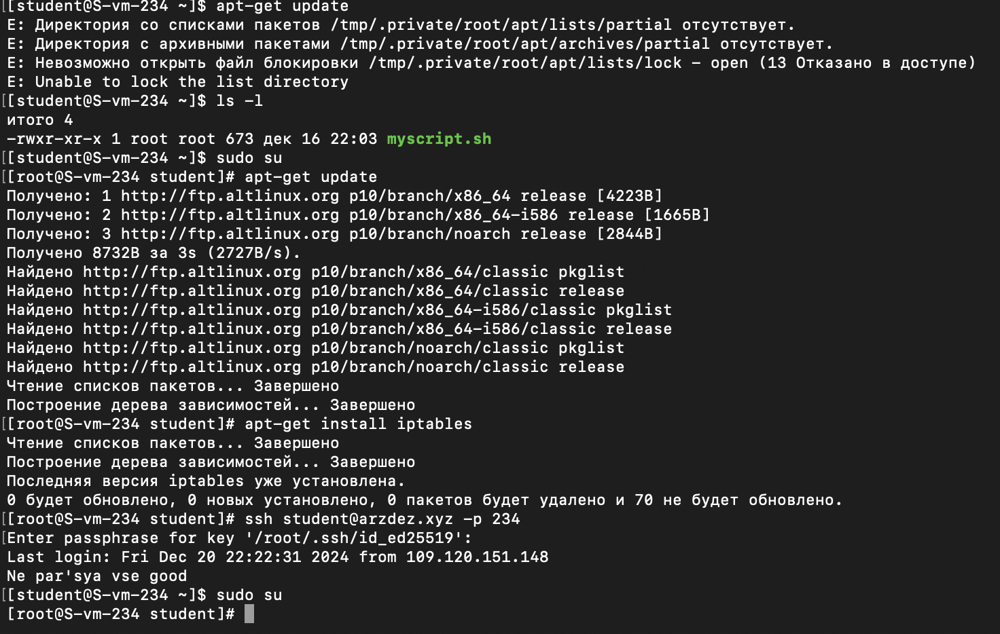 [[student@S-vm-234 ~]$ apt-get update
E: Директория со списками пакетов /tmp/.private/root/apt/lists/partial отсутствует.
E: Директория с архивными пакетами /tmp/.private/root/apt/archives/partial отсутствует.
E: Невозможно открыть файл блокировки /tmp/.private/root/apt/lists/lock - open (13 Отказано в доступе)
E: Unable to lock the list directory
[[student@S-vm-234 ~]$ ls -l
итого 4
-rwxr-xr-x 1 root root 673 дек 16 22:03 myscript.sh
[[student@S-vm-234 ~]$ sudo su
[[root@S-vm-234 student]# apt-get update
Получено: 1 http://ftp.altlinux.org p10/branch/x86_64 release [4223B]
Получено: 2 http://ftp.altlinux.org p10/branch/x86_64-i586 release [1665B]
Получено: 3 http://ftp.altlinux.org p10/branch/noarch release [2844B]
Получено 8732B за 3s (2727B/s).
Найдено http://ftp.altlinux.org p10/branch/x86_64/classic pkglist
Найдено http://ftp.altlinux.org p10/branch/x86_64/classic release
Найдено http://ftp.altlinux.org p10/branch/x86_64-i586/classic pkglist
Найдено http://ftp.altlinux.org p10/branch/x86_64-i586/classic release
Найдено http://ftp.altlinux.org p10/branch/noarch/classic pkglist
Найдено http://ftp.altlinux.org p10/branch/noarch/classic release
Чтение списков пакетов... Завершено
Построение дерева зависимостей... Завершено
[[root@S-vm-234 student]# apt-get install iptables
Чтение списков пакетов... Завершено
Построение дерева зависимостей... Завершено
Последняя версия iptables уже установлена.
0 будет обновлено, 0 новых установлено, 0 пакетов будет удалено и 70 не будет обновлено.
[[root@S-vm-234 student]# ssh student@arzdez.xyz -p 234
[Enter passphrase for key '/root/.ssh/id_ed25519':
Last login: Fri Dec 20 22:22:31 2024 from 109.120.151.148
Ne par'sya vse good
[[student@S-vm-234 ~]$ sudo su
[root@S-vm-234 student]#